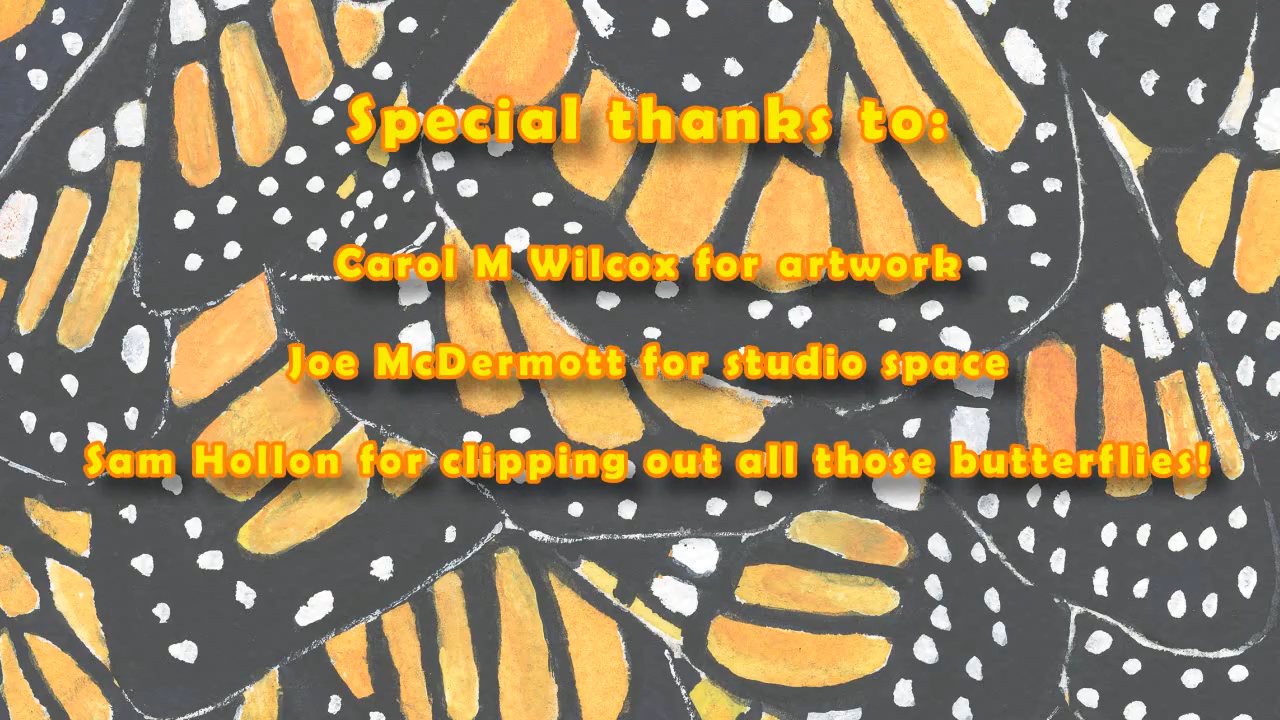 Special thanks to:
Carol M Wilcox for artwork
Joe McDermott for studio space
Sam Hollon for clipping out all those butterflies!